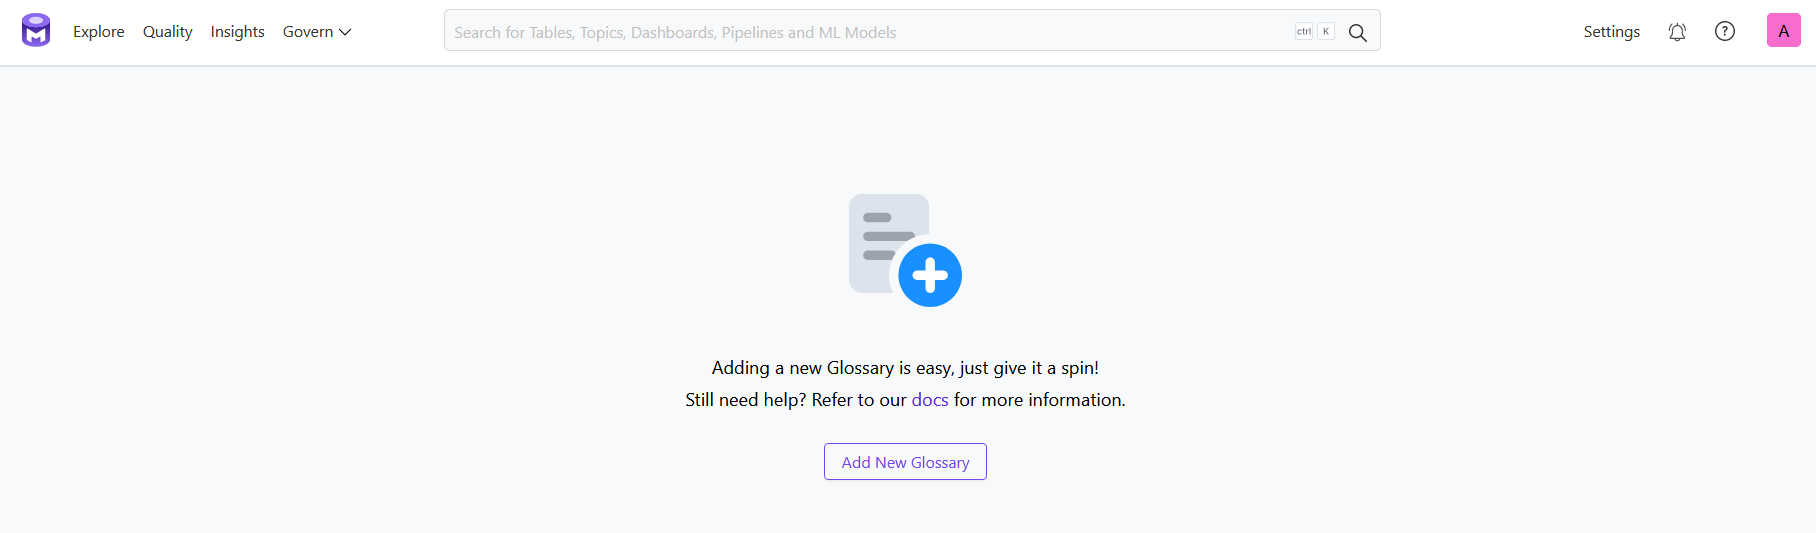 Explore Quality Insights Govern Search for Tables, Topics, Dashboards, Pipelines and ML Models ctrl K Settings A
Adding a new Glossary is easy, just give it a spin!
Still need help? Refer to our docs for more information.
Add New Glossary